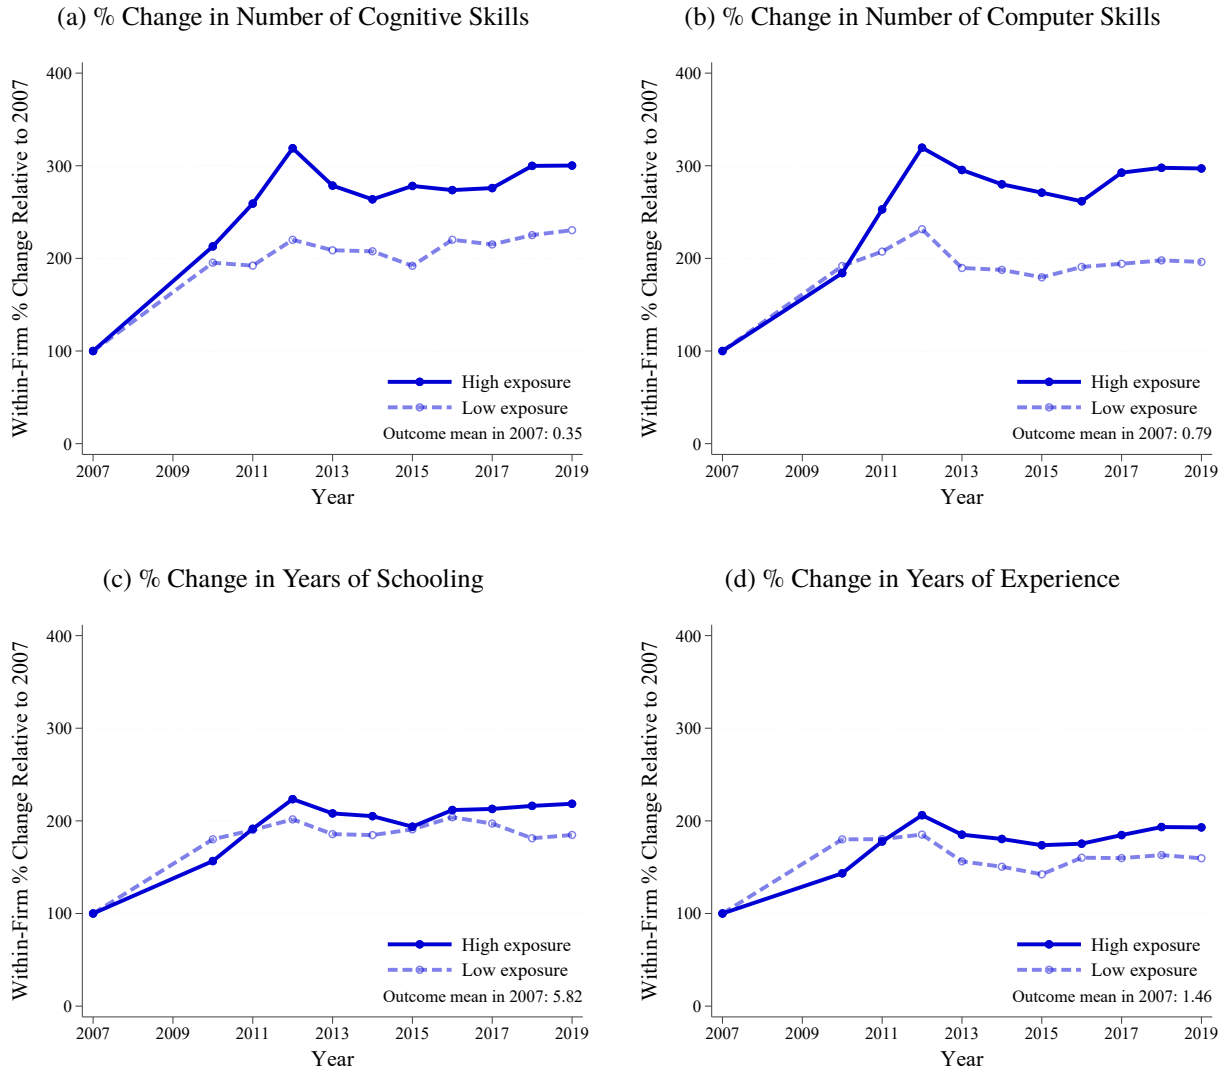 (a) % Change in Number of Cognitive Skills
Within-Firm % Change Relative to 2007
400
300
200
100
0
High exposure
Low exposure
Outcome mean in 2007: 0.35
2007 2009 2011 2013 2015 2017 2019
Year
(b) % Change in Number of Computer Skills
Within-Firm % Change Relative to 2007
400
300
200
100
0
High exposure
Low exposure
Outcome mean in 2007: 0.79
2007 2009 2011 2013 2015 2017 2019
Year
(c) % Change in Years of Schooling
Within-Firm % Change Relative to 2007
400
300
200
100
0
High exposure
Low exposure
Outcome mean in 2007: 5.82
2007 2009 2011 2013 2015 2017 2019
Year
(d) % Change in Years of Experience
Within-Firm % Change Relative to 2007
400
300
200
100
0
High exposure
Low exposure
Outcome mean in 2007: 1.46
2007 2009 2011 2013 2015 2017 2019
Year